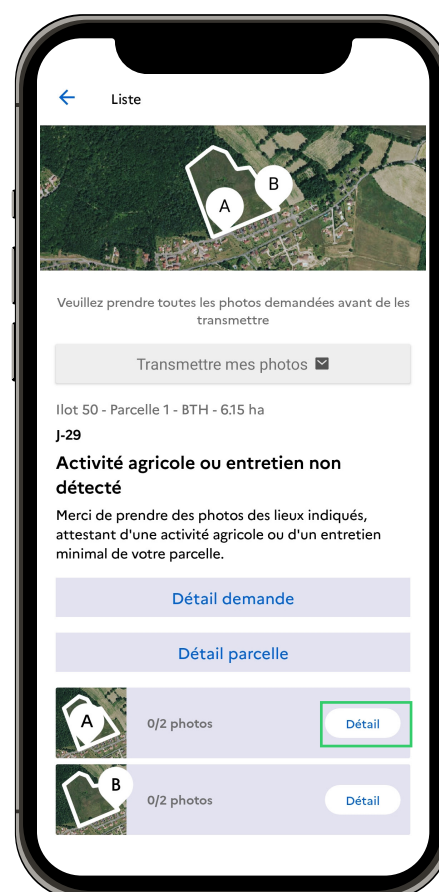 Liste
B
A
Veuillez prendre toutes les photos demandées avant de les
transmettre
Transmettre mes photos
Ilot 50 - Parcelle 1 - BTH - 6.15 ha
J-29
Activité agricole ou entretien non
détecté
Merci de prendre des photos des lieux indiqués,
attestant d'une activité agricole ou d'un entretien
minimal de votre parcelle.
Détail demande
Détail parcelle
A
0/2 photos
Détail
B
0/2 photos
Détail